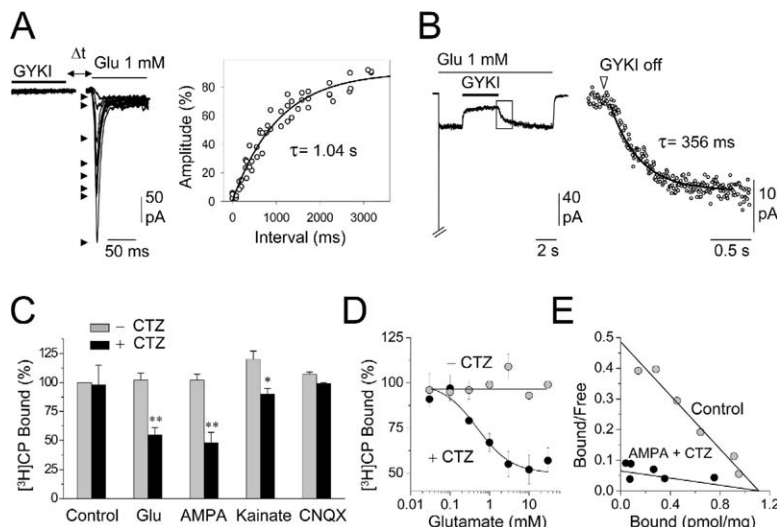 A
Δt
GYKI
Glu 1 mM
50
pA
50 ms
Amplitude (%)
80
60
40
20
0
τ= 1.04 s
0 1000 2000 3000
Interval (ms)
B
Glu 1 mM
GYKI
40
pA
2 s
GYKI off
τ = 356 ms
10
pA
0.5 s
C
− CTZ
+ CTZ
[³H]CP Bound (%)
125
100
75
50
25
0
** ** *
Control Glu AMPA Kainate CNQX
D
[³H]CP Bound (%)
125
100
75
50
− CTZ
+ CTZ
0.01 0.1 1 10
Glutamate (mM)
E
Bound/Free
0.5
0.4
0.3
0.2
0.1
0.0
Control
AMPA + CTZ
0.0 0.4 0.8 1.2
Bound (pmol/mg)